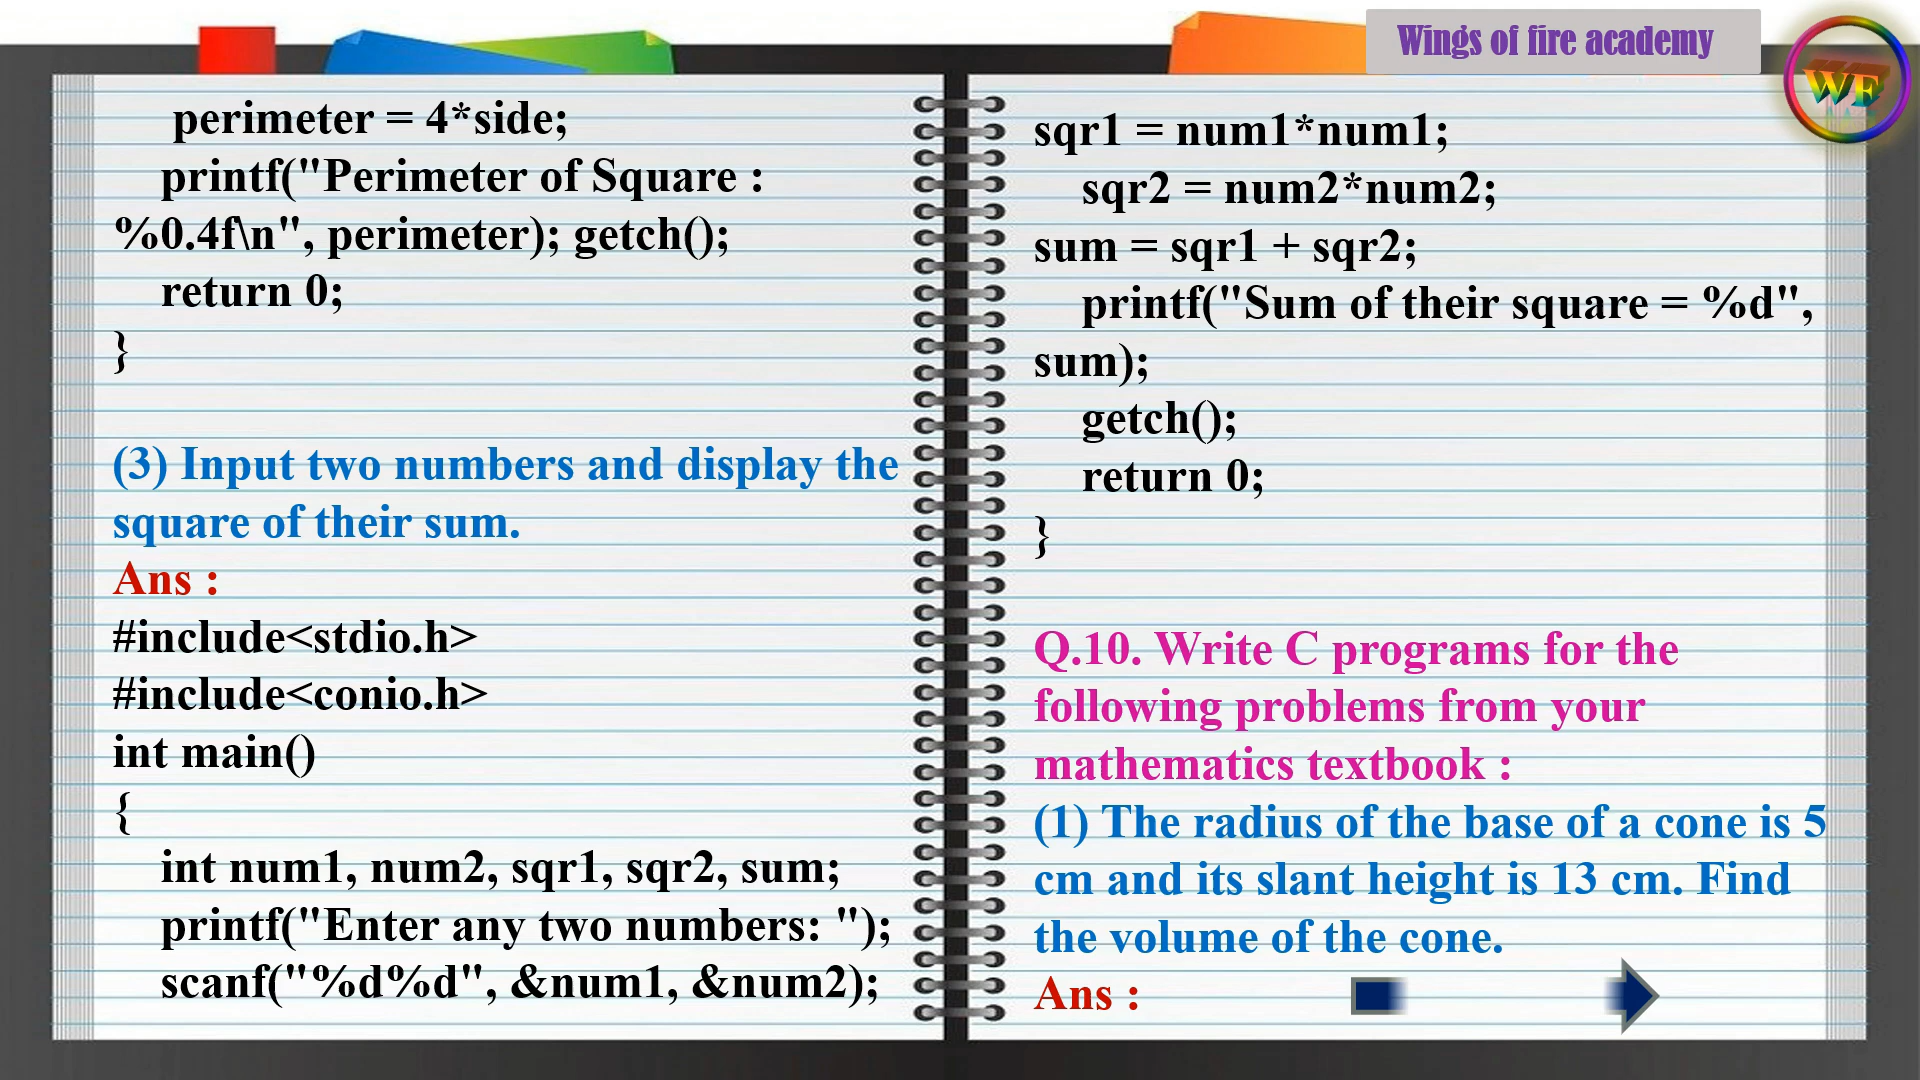 Wings of fire academy
WE
perimeter = 4*side;
printf("Perimeter of Square :
%0.4f\n", perimeter); getch();
return 0;
}
(3) Input two numbers and display the
square of their sum.
Ans :
#include<stdio.h>
#include<conio.h>
int main()
{
int num1, num2, sqr1, sqr2, sum;
printf("Enter any two numbers: ");
scanf("%d%d", &num1, &num2);
sqr1 = num1*num1;
sqr2 = num2*num2;
sum = sqr1 + sqr2;
printf("Sum of their square = %d",
sum);
getch();
return 0;
}
Q.10. Write C programs for the
following problems from your
mathematics textbook :
(1) The radius of the base of a cone is 5
cm and its slant height is 13 cm. Find
the volume of the cone.
Ans :